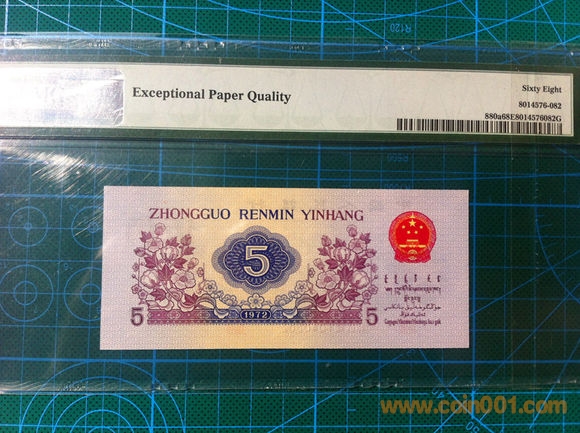 Exceptional Paper Quality
Sixty Eight
8014576-082
880a68E8014576082G
ZHONGGUO RENMIN YINHANG
5
5
5
1972
www.coin001.com